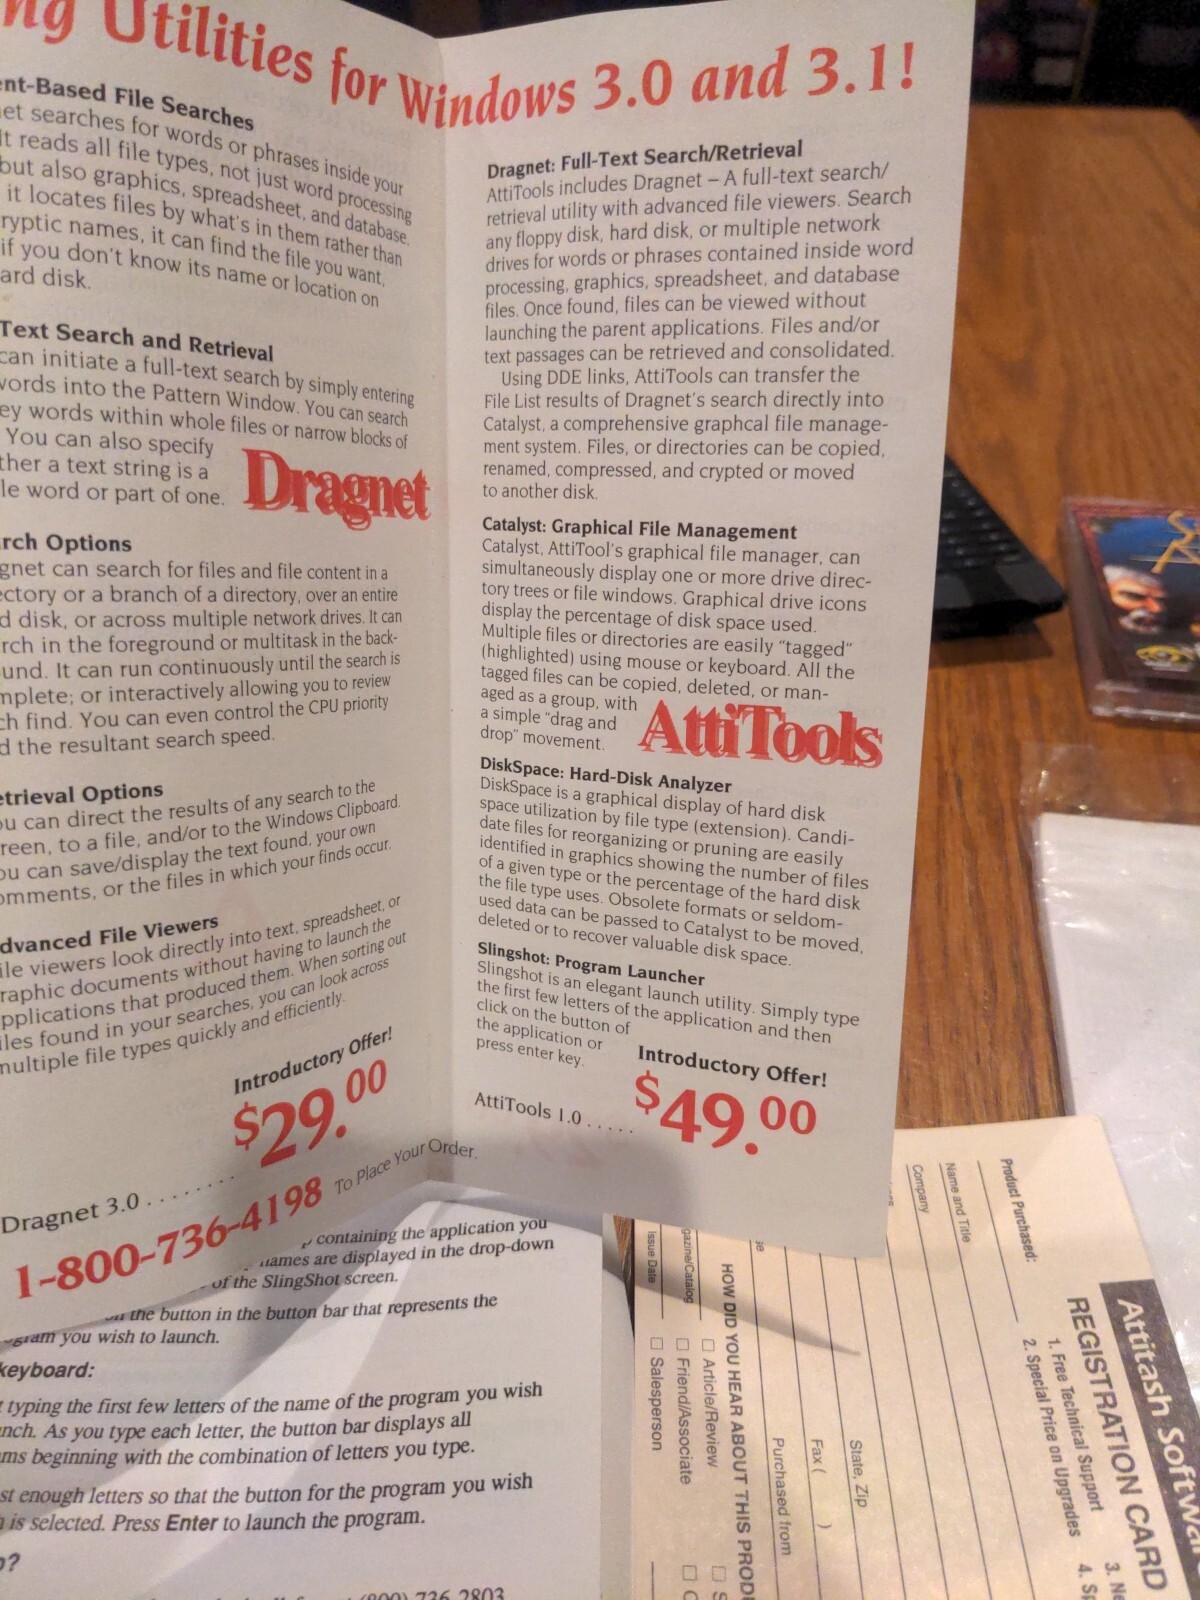 ng Utilities for Windows 3.0 and 3.1!
ent-Based File Searches
et searches for words or phrases inside your
It reads all file types, not just word processing
but also graphics, spreadsheet, and database.
it locates files by what's in them rather than
ryptic names, it can find the file you want,
if you don't know its name or location on
ard disk.
Text Search and Retrieval
can initiate a full-text search by simply entering
words into the Pattern Window. You can search
ey words within whole files or narrow blocks of
You can also specify
ther a text string is a
le word or part of one.
Dragnet
rch Options
gnet can search for files and file content in a
ectory or a branch of a directory, over an entire
d disk, or across multiple network drives. It can
rch in the foreground or multitask in the back-
und. It can run continuously until the search is
mplete; or interactively allowing you to review
ch find. You can even control the CPU priority
d the resultant search speed.
etrieval Options
ou can direct the results of any search to the
reen, to a file, and/or to the Windows Clipboard.
ou can save/display the text found, your own
omments, or the files in which your finds occur.
dvanced File Viewers
ile viewers look directly into text, spreadsheet, or
raphic documents without having to launch the
pplications that produced them. When sorting out
iles found in your searches, you can look across
multiple file types quickly and efficiently.
Introductory Offer!
Dragnet 3.0 . . . . . . . . $29.00
1-800-736-4198 To Place Your Order.
Dragnet: Full-Text Search/Retrieval
AttiTools includes Dragnet – A full-text search/
retrieval utility with advanced file viewers. Search
any floppy disk, hard disk, or multiple network
drives for words or phrases contained inside word
processing, graphics, spreadsheet, and database
files. Once found, files can be viewed without
launching the parent applications. Files and/or
text passages can be retrieved and consolidated.
Using DDE links, AttiTools can transfer the
File List results of Dragnet's search directly into
Catalyst, a comprehensive graphcal file manage-
ment system. Files, or directories can be copied,
renamed, compressed, and crypted or moved
to another disk.
Catalyst: Graphical File Management
Catalyst, AttiTool's graphical file manager, can
simultaneously display one or more drive direc-
tory trees or file windows. Graphical drive icons
display the percentage of disk space used.
Multiple files or directories are easily "tagged"
(highlighted) using mouse or keyboard. All the
tagged files can be copied, deleted, or man-
aged as a group, with
a simple "drag and
drop" movement.
AttiTools
DiskSpace: Hard-Disk Analyzer
DiskSpace is a graphical display of hard disk
space utilization by file type (extension). Candi-
date files for reorganizing or pruning are easily
identified in graphics showing the number of files
of a given type or the percentage of the hard disk
the file type uses. Obsolete formats or seldom-
used data can be passed to Catalyst to be moved,
deleted or to recover valuable disk space.
Slingshot: Program Launcher
Slingshot is an elegant launch utility. Simply type
the first few letters of the application and then
click on the button of
the application or
press enter key.
Introductory Offer!
AttiTools 1.0 . . . . . $49.00
containing the application you
names are displayed in the drop-down
of the SlingShot screen.
the button in the button bar that represents the
ogram you wish to launch.
keyboard:
typing the first few letters of the name of the program you wish
nch. As you type each letter, the button bar displays all
ms beginning with the combination of letters you type.
st enough letters so that the button for the program you wish
is selected. Press Enter to launch the program.
(800) 736-2803
Attitash Softwar
REGISTRATION CARD
1. Free Technical Support
2. Special Price on Upgrades
3. Ne
4. Sp
Product Purchased:
Name and Title
Company
State, Zip
Fax ( )
Purchased from
HOW DID YOU HEAR ABOUT THIS PROD
□ Article/Review
□ Friend/Associate
□ Salesperson
gazine/Catalog
Issue Date